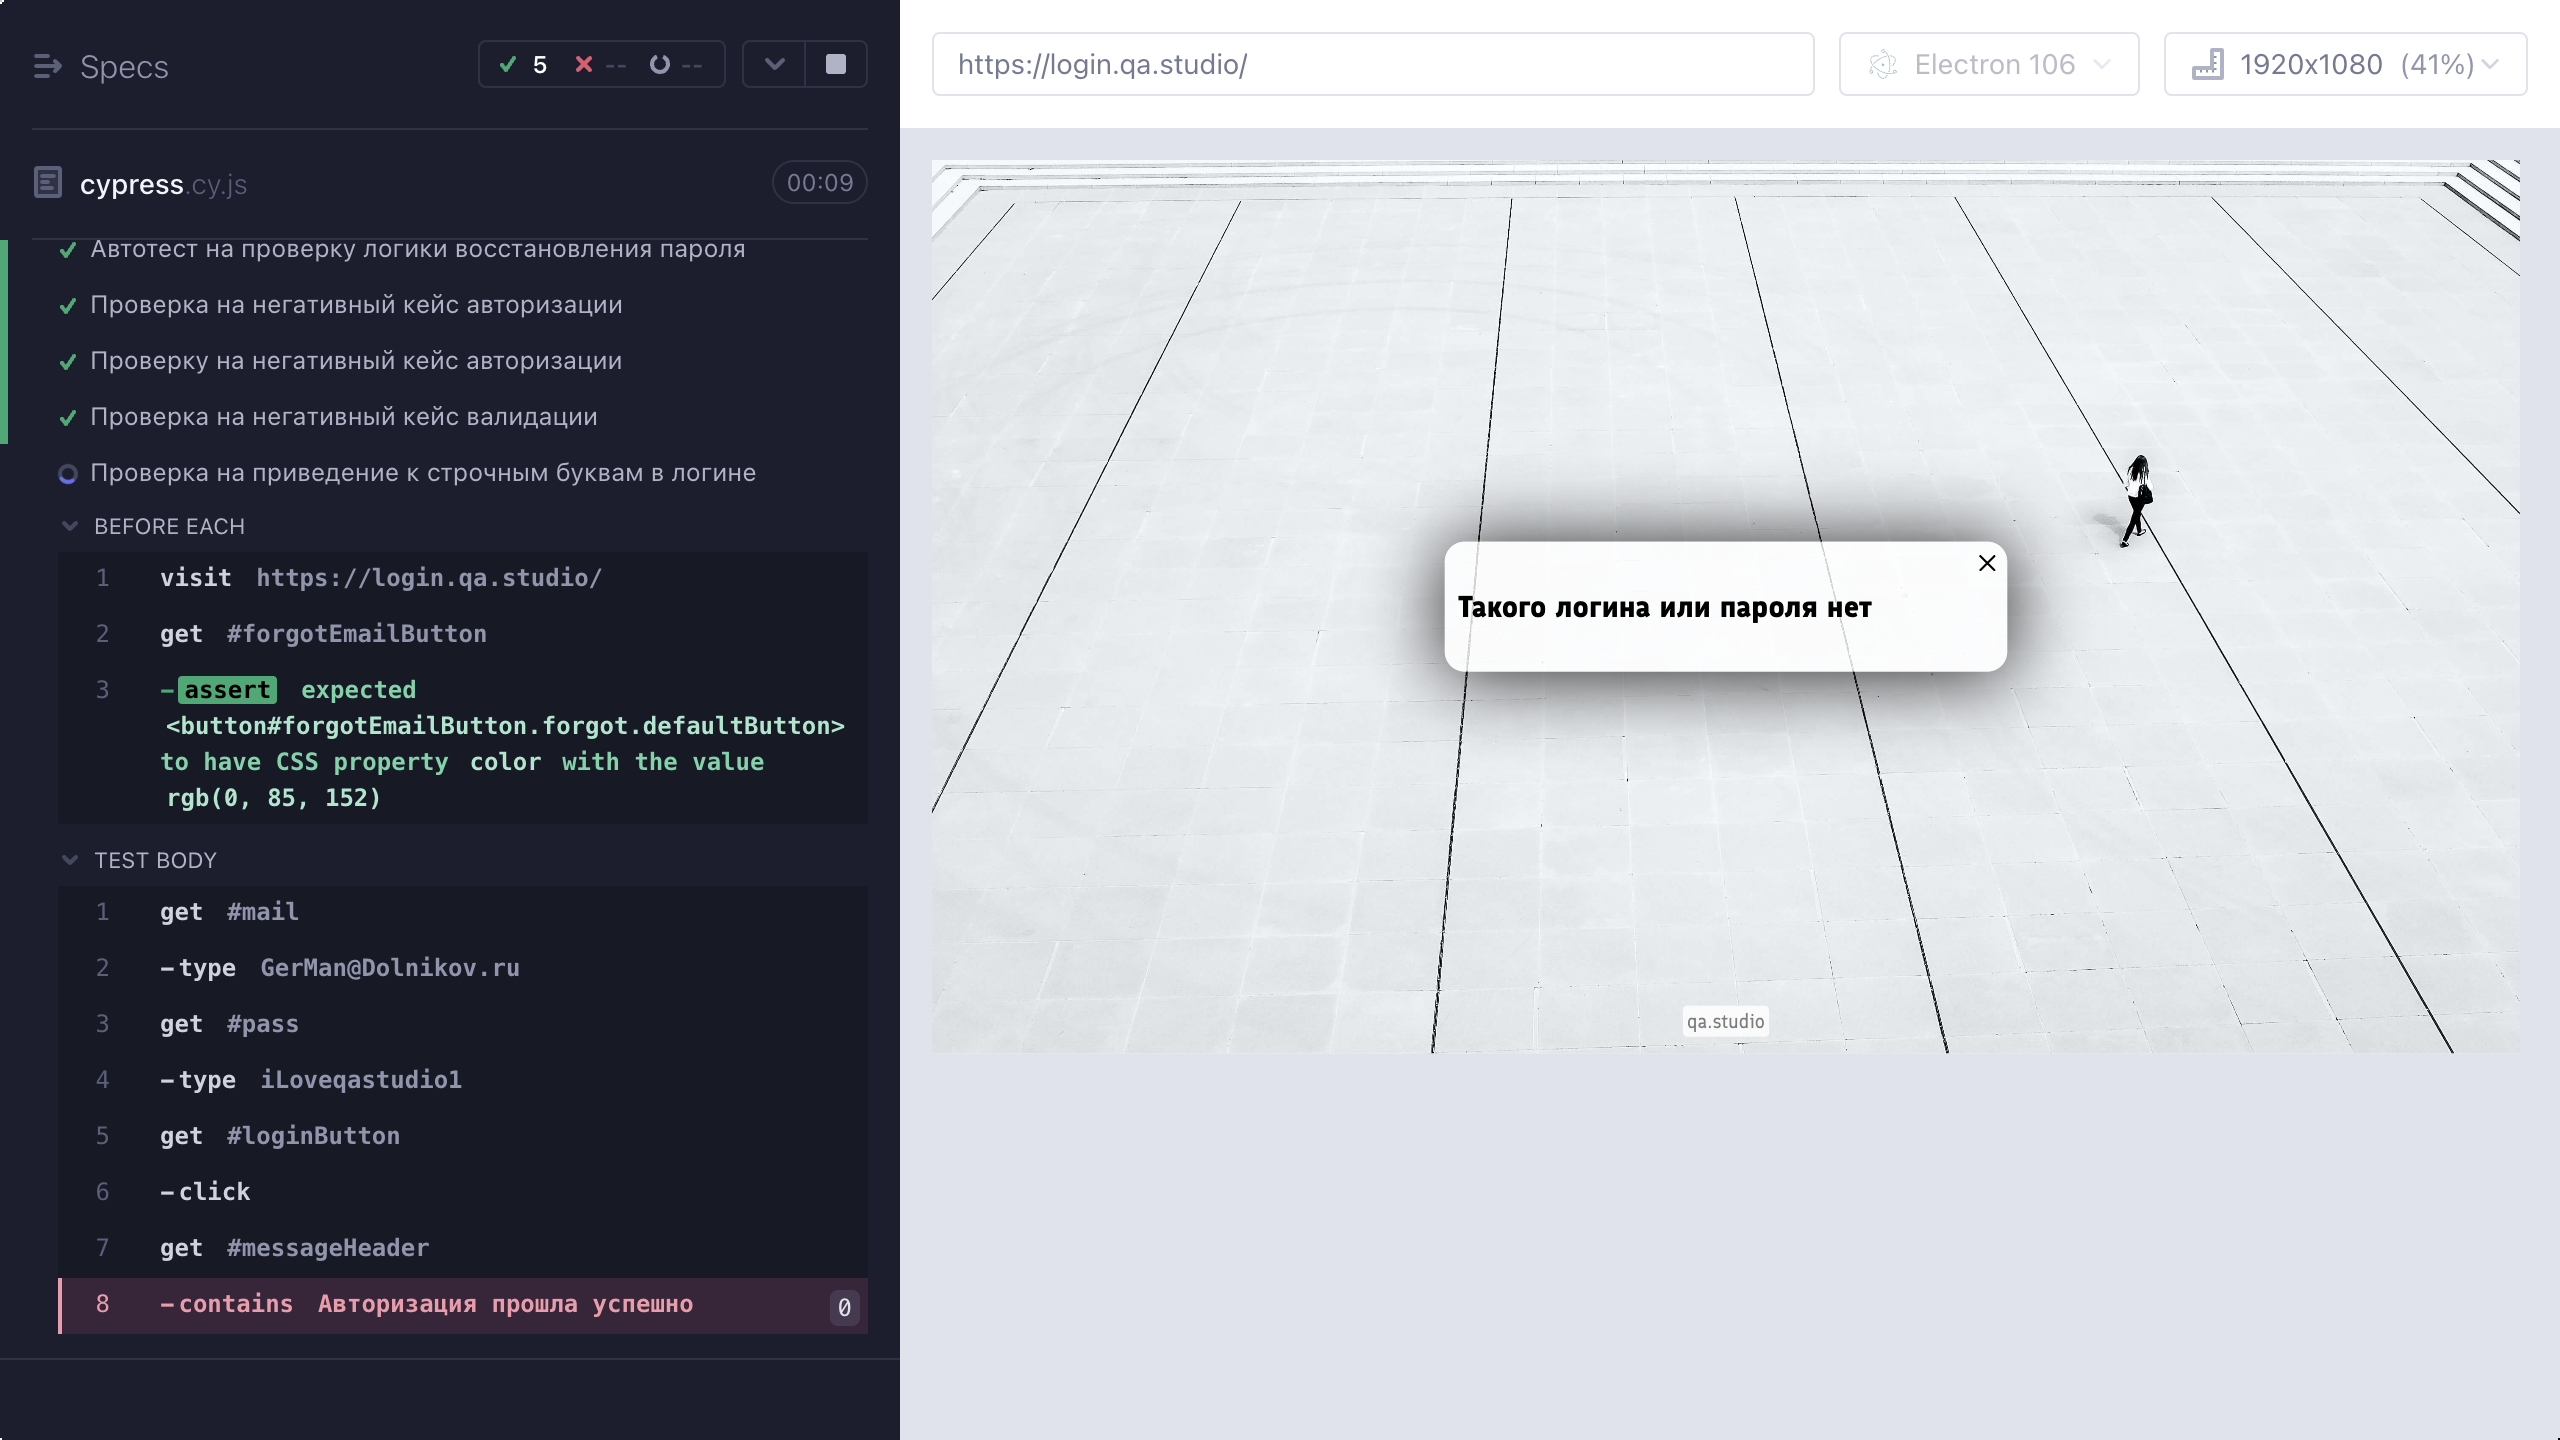 Specs
5 -- --
cypress.cy.js
00:09
Автотест на проверку логики восстановления пароля
Проверка на негативный кейс авторизации
Проверку на негативный кейс авторизации
Проверка на негативный кейс валидации
Проверка на приведение к строчным буквам в логине
BEFORE EACH
1 visit https://login.qa.studio/
2 get #forgotEmailButton
3 -assert expected
<button#forgotEmailButton.forgot.defaultButton>
to have CSS property color with the value
rgb(0, 85, 152)
TEST BODY
1 get #mail
2 -type GerMan@Dolnikov.ru
3 get #pass
4 -type iLoveqastudio1
5 get #loginButton
6 -click
7 get #messageHeader
8 -contains Авторизация прошла успешно 0
https://login.qa.studio/
Electron 106
1920x1080 (41%)
Такого логина или пароля нет
qa.studio